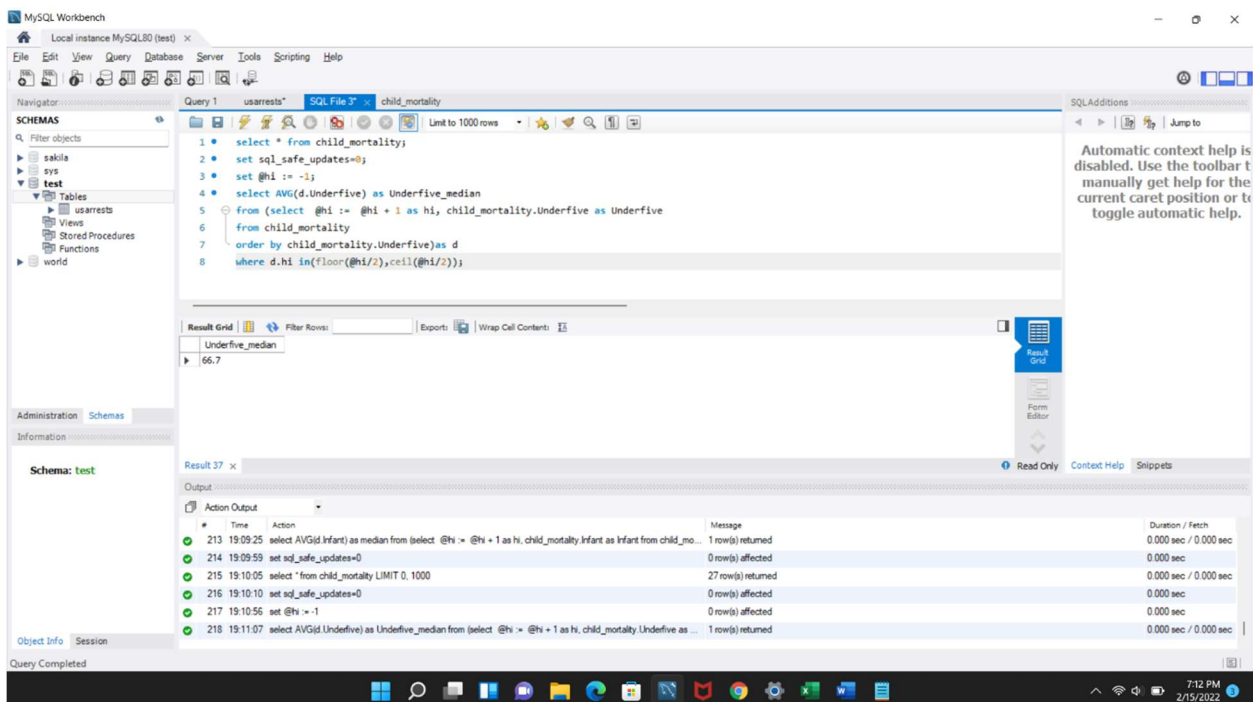 MySQL Workbench
Local instance MySQL80 (test)
File Edit View Query Database Server Tools Scripting Help
Navigator
SCHEMAS
Filter objects
sakila
sys
test
Tables
usarrests
Views
Stored Procedures
Functions
world
Administration Schemas
Information
Schema: test
Object Info Session
Query 1 usarrests* SQL File 3* child_mortality
Limit to 1000 rows
1 select * from child_mortality;
2 set sql_safe_updates=0;
3 set @hi := -1;
4 select AVG(d.Underfive) as Underfive_median
5 from (select @hi := @hi + 1 as hi, child_mortality.Underfive as Underfive
6 from child_mortality
7 order by child_mortality.Underfive)as d
8 where d.hi in(floor(@hi/2),ceil(@hi/2));
Result Grid Filter Rows: Export: Wrap Cell Content:
Underfive_median
66.7
Result Grid
Form Editor
Result 37
Read Only
SQLAdditions
Jump to
Automatic context help is
disabled. Use the toolbar t
manually get help for the
current caret position or to
toggle automatic help.
Context Help Snippets
Output
Action Output
# Time Action Message Duration / Fetch
213 19:09:25 select AVG(d.Infant) as median from (select @hi := @hi + 1 as hi, child_mortality.Infant as Infant from child_mo... 1 row(s) returned 0.000 sec / 0.000 sec
214 19:09:59 set sql_safe_updates=0 0 row(s) affected 0.000 sec
215 19:10:05 select * from child_mortality LIMIT 0, 1000 27 row(s) returned 0.000 sec / 0.000 sec
216 19:10:10 set sql_safe_updates=0 0 row(s) affected 0.000 sec
217 19:10:56 set @hi := -1 0 row(s) affected 0.000 sec
218 19:11:07 select AVG(d.Underfive) as Underfive_median from (select @hi := @hi + 1 as hi, child_mortality.Underfive as ... 1 row(s) returned 0.000 sec / 0.000 sec
Query Completed
7:12 PM
2/15/2022
3